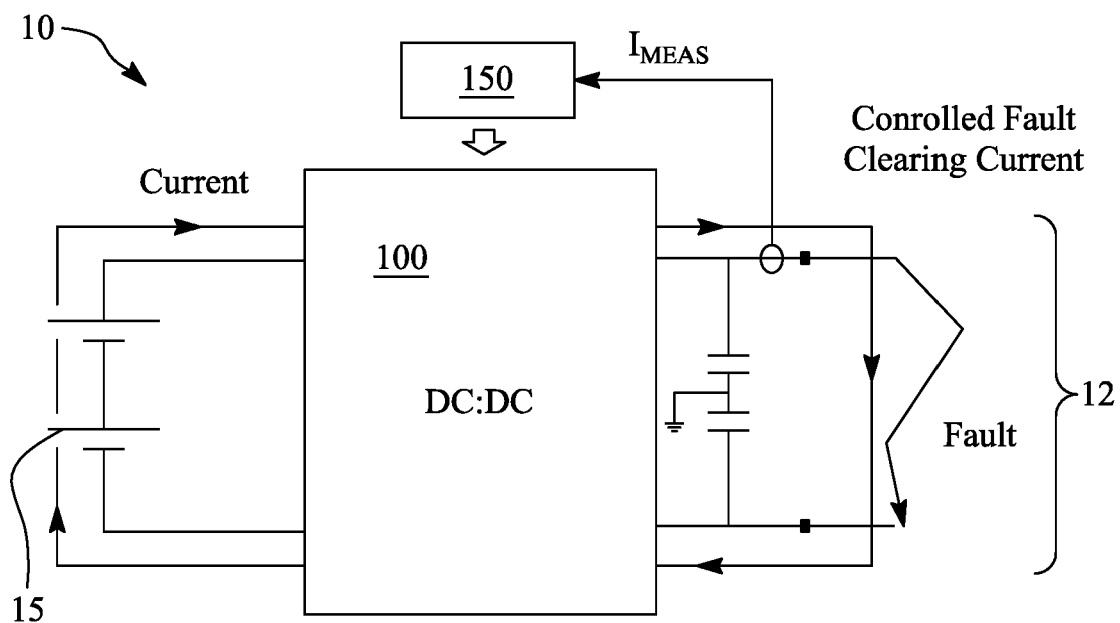 10
150
I_MEAS
Conrolled Fault
Clearing Current
Current
100
DC:DC
12
Fault
15